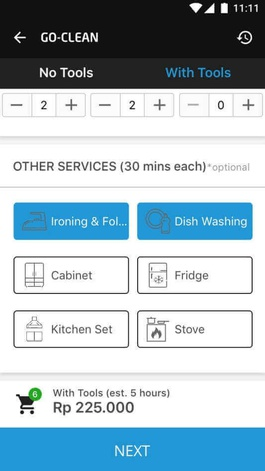 11:11
GO-CLEAN
No Tools
With Tools
— 2 +
— 2 +
— 0 +
OTHER SERVICES (30 mins each)*optional
Ironing & Fol...
Dish Washing
Cabinet
Fridge
Kitchen Set
Stove
6
With Tools (est. 5 hours)
Rp 225.000
NEXT